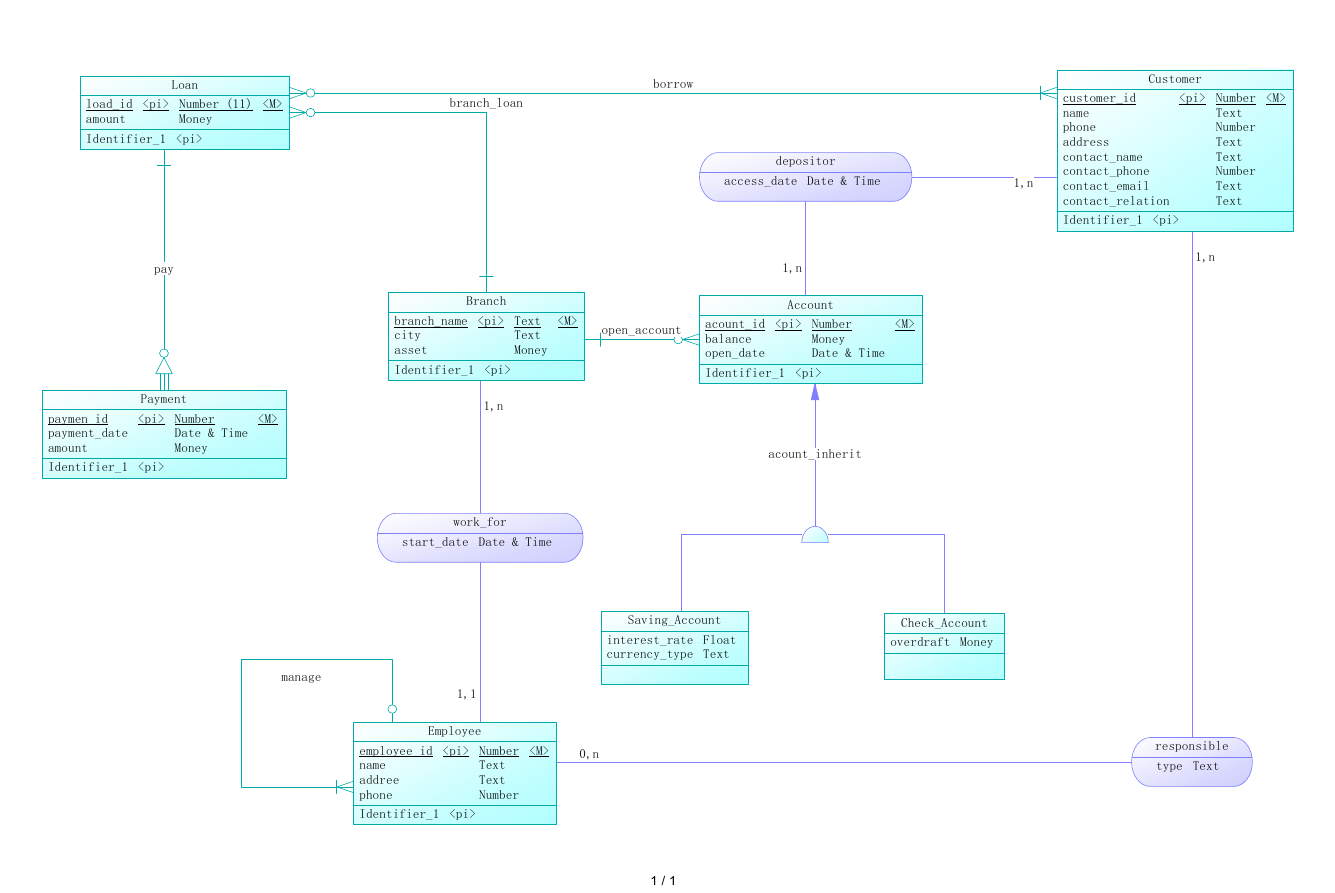 Loan
load_id <pi> Number (11) <M>
amount Money
Identifier_1 <pi>
borrow
branch_loan
Customer
customer_id <pi> Number <M>
name Text
phone Number
address Text
contact_name Text
contact_phone Number
contact_email Text
contact_relation Text
Identifier_1 <pi>
depositor
access_date Date & Time
1,n
1,n
1,n
pay
Branch
branch_name <pi> Text <M>
city Text
asset Money
Identifier_1 <pi>
open_account
Account
acount_id <pi> Number <M>
balance Money
open_date Date & Time
Identifier_1 <pi>
Payment
paymen_id <pi> Number <M>
payment_date Date & Time
amount Money
Identifier_1 <pi>
1,n
acount_inherit
work_for
start_date Date & Time
Saving_Account
interest_rate Float
currency_type Text
Check_Account
overdraft Money
manage
1,1
Employee
employee_id <pi> Number <M>
name Text
addree Text
phone Number
Identifier_1 <pi>
0,n
responsible
type Text
1 / 1